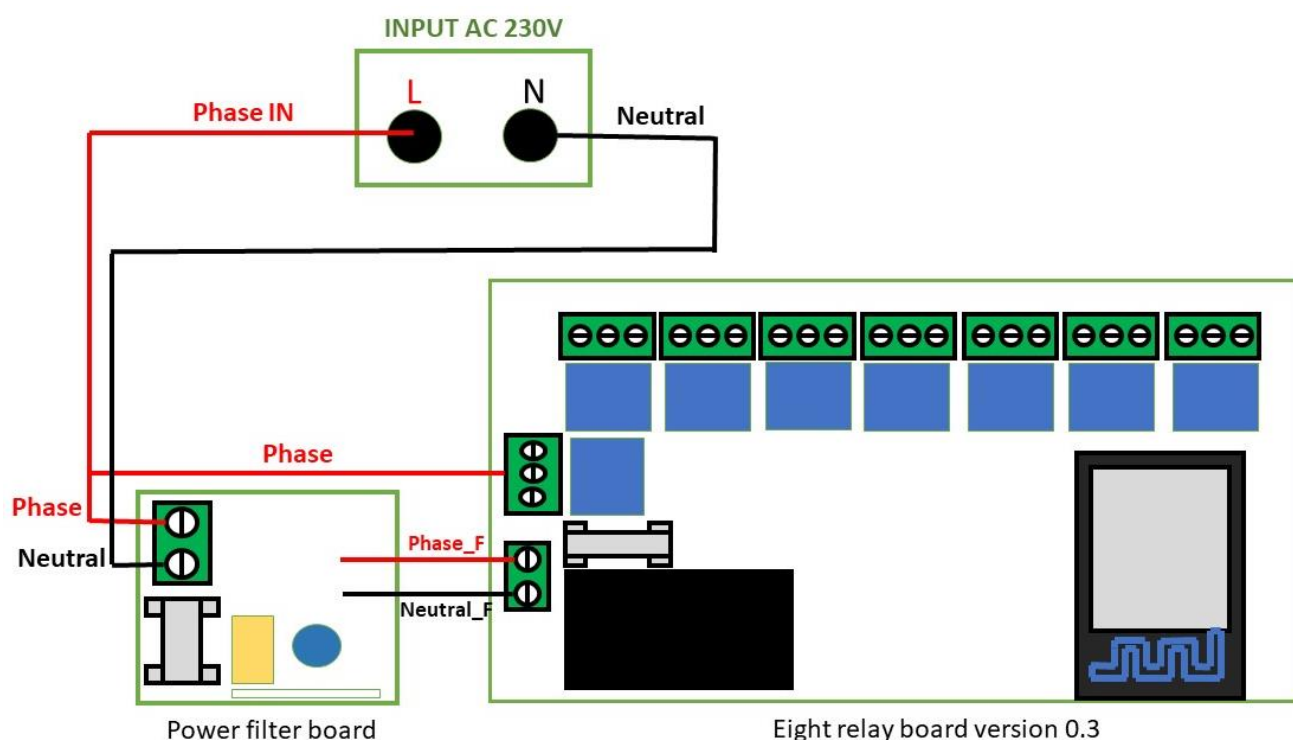 INPUT AC 230V
L
N
Phase IN
Neutral
Phase
Phase
Neutral
Phase_F
Neutral_F
Power filter board
Eight relay board version 0.3